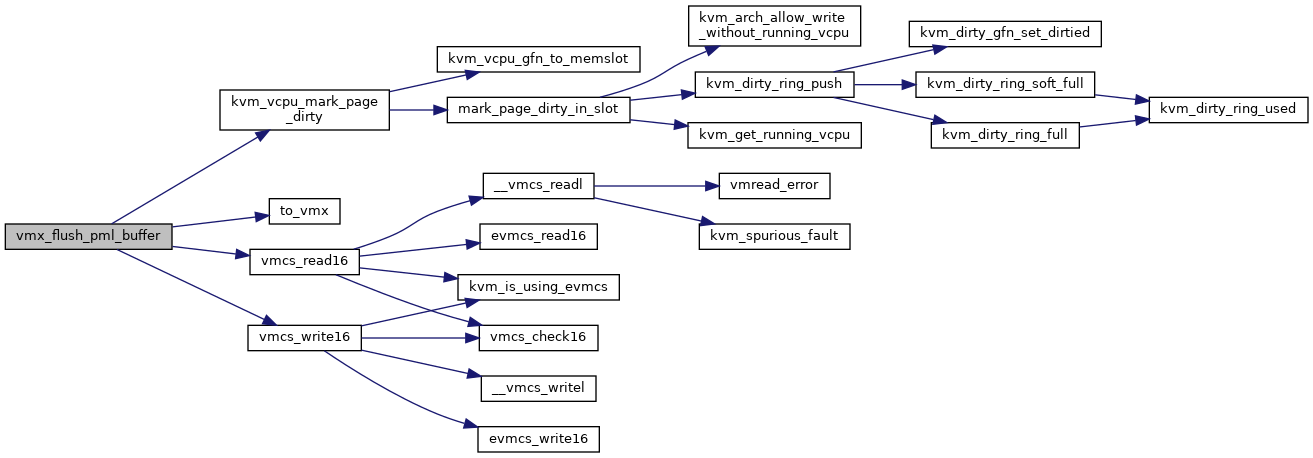 vmx_flush_pml_buffer
kvm_vcpu_mark_page
_dirty
kvm_vcpu_gfn_to_memslot
mark_page_dirty_in_slot
kvm_arch_allow_write
_without_running_vcpu
kvm_dirty_ring_push
kvm_dirty_gfn_set_dirtied
kvm_dirty_ring_soft_full
kvm_dirty_ring_used
kvm_dirty_ring_full
kvm_get_running_vcpu
to_vmx
vmcs_read16
__vmcs_readl
vmread_error
kvm_spurious_fault
evmcs_read16
kvm_is_using_evmcs
vmcs_check16
vmcs_write16
__vmcs_writel
evmcs_write16